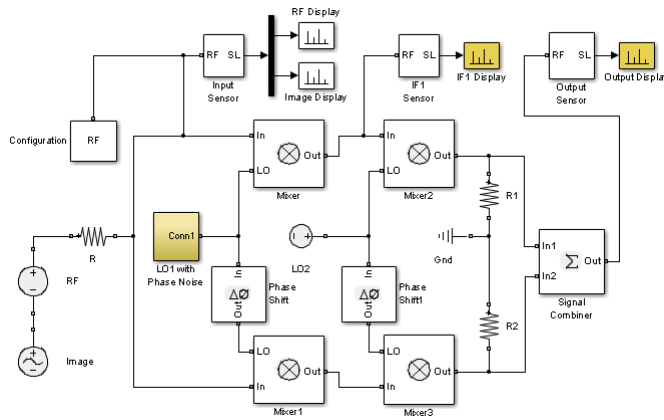 RF Display
RF SL
RF SL
RF SL
Input
Sensor
Image Display
IF1
Sensor
IF1 Display
Output
Sensor
Output Display
Configuration
RF
In
Out
LO
Mixer
In
Out
LO
Mixer2
R1
R
Conn1
LO1 with
Phase Noise
LO2
Gnd
In1
In2
Σ
Out
Signal
Combiner
RF
In
ΔØ
Out
Phase
Shift
In
ΔØ
Out
Phase
Shift1
R2
Image
LO
In
Out
Mixer1
LO
In
Out
Mixer3